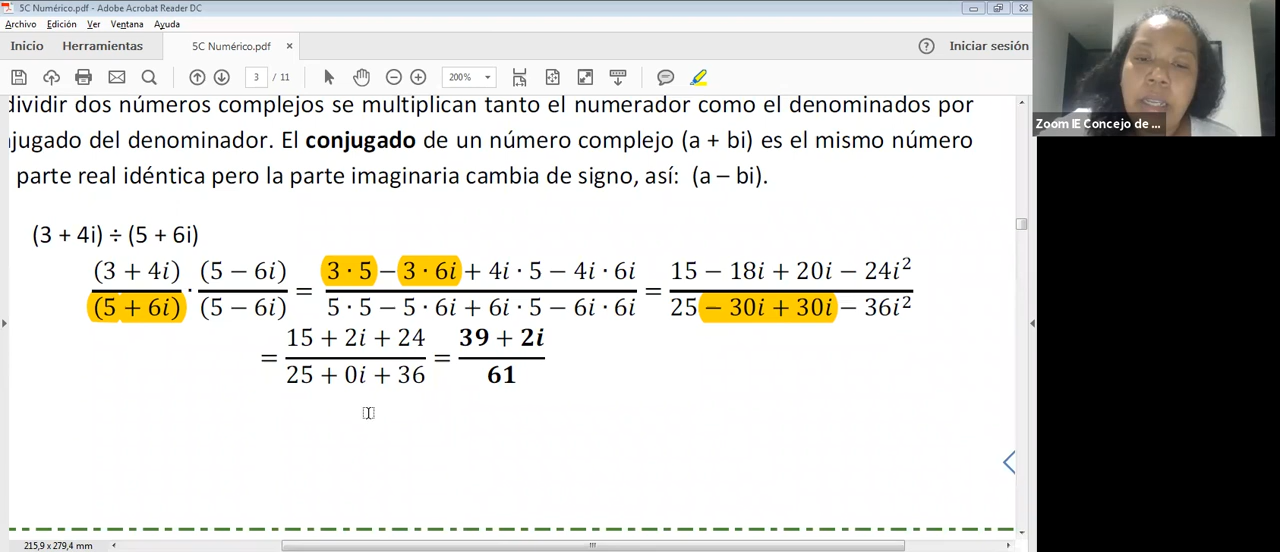 5C Numérico.pdf - Adobe Acrobat Reader DC
Archivo Edición Ver Ventana Ayuda
Inicio Herramientas 5C Numérico.pdf × Iniciar sesión
3 / 11 200%
dividir dos números complejos se multiplican tanto el numerador como el denominados por
jugado del denominador. El conjugado de un número complejo (a + bi) es el mismo número
parte real idéntica pero la parte imaginaria cambia de signo, así: (a – bi).
(3 + 4i) ÷ (5 + 6i)
(3 + 4i)/(5 + 6i) · (5 − 6i)/(5 − 6i) = (3 · 5 − 3 · 6i + 4i · 5 − 4i · 6i)/(5 · 5 − 5 · 6i + 6i · 5 − 6i · 6i) = (15 − 18i + 20i − 24i²)/(25 − 30i + 30i − 36i²)
= (15 + 2i + 24)/(25 + 0i + 36) = (39 + 2i)/61
215,9 x 279,4 mm
Zoom IE Concejo de ...